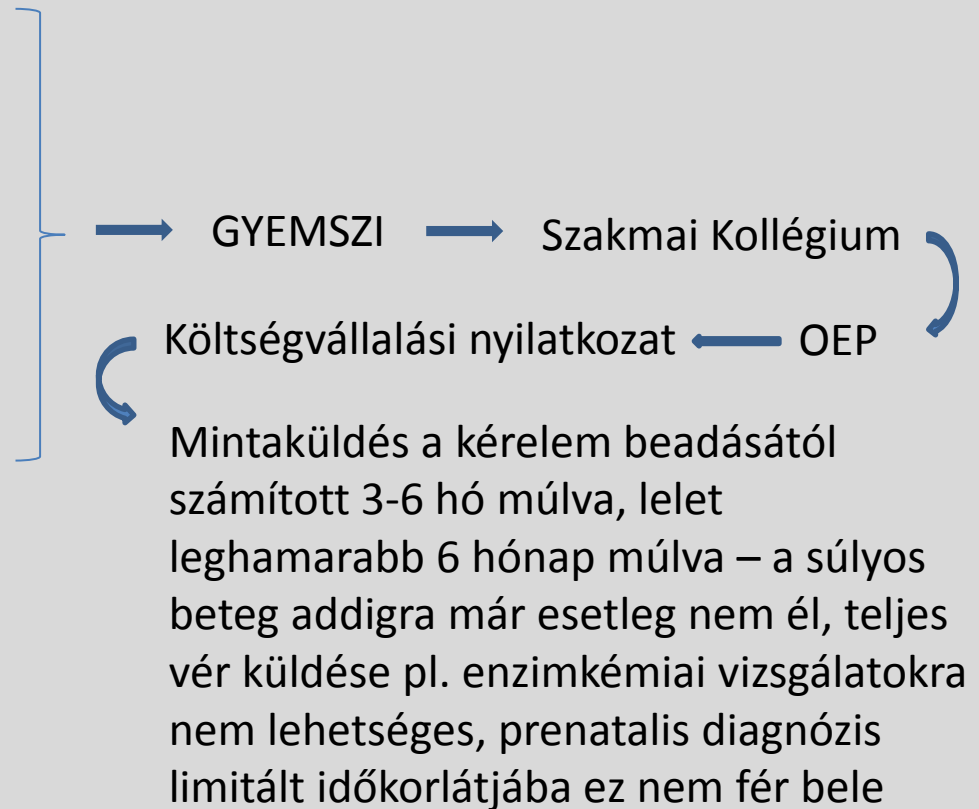 GYEMSZI Szakmai Kollégium
Költségvállalási nyilatkozat OEP
Mintaküldés a kérelem beadásától
számított 3-6 hó múlva, lelet
leghamarabb 6 hónap múlva – a súlyos
beteg addigra már esetleg nem él, teljes
vér küldése pl. enzimkémiai vizsgálatokra
nem lehetséges, prenatalis diagnózis
limitált időkorlátjába ez nem fér bele